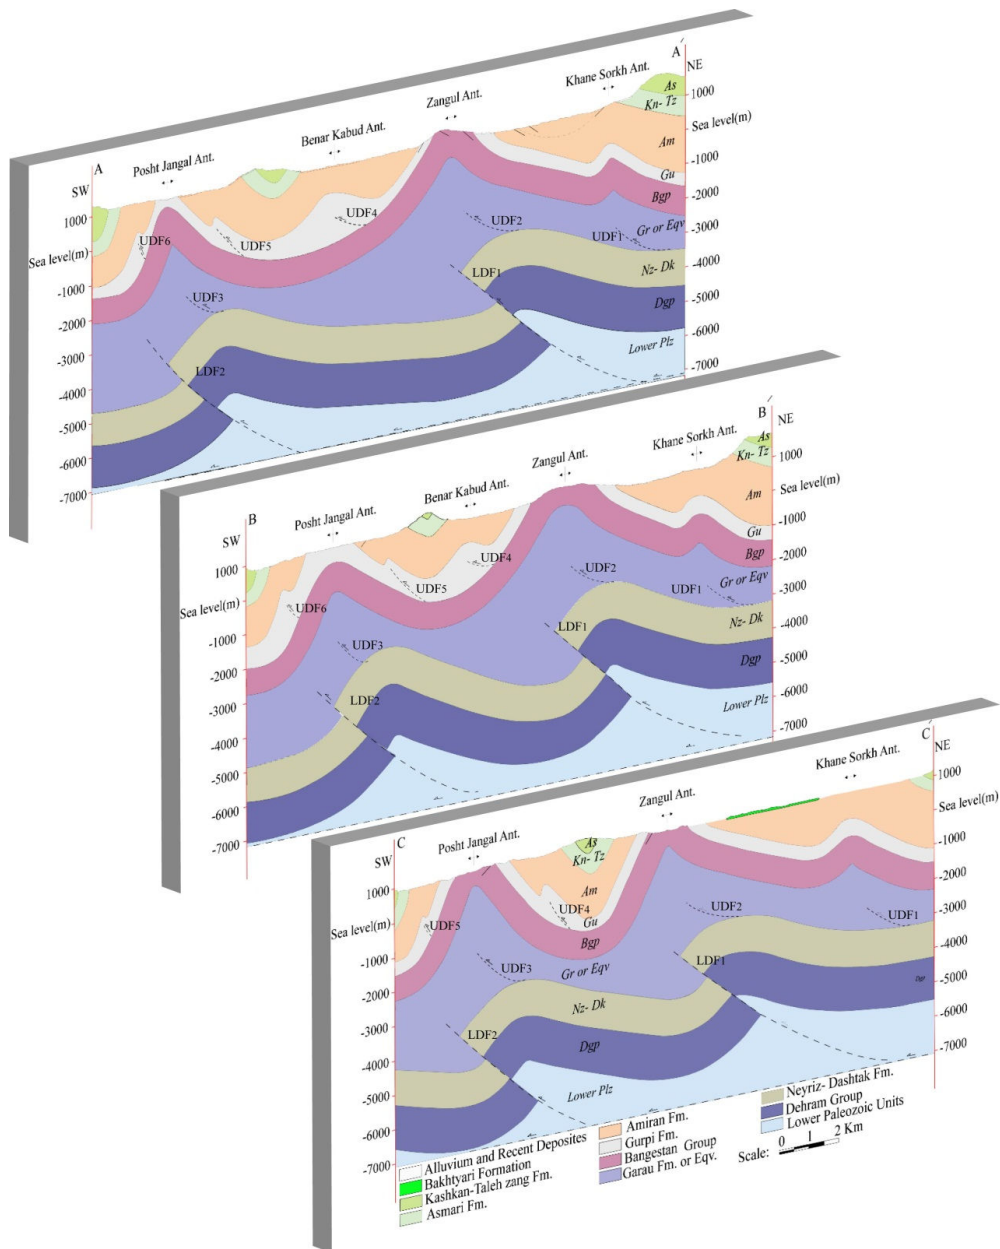 A
NE
Khane Sorkh Ant.
Zangul Ant.
Benar Kabud Ant.
Posht Jangal Ant.
A
SW
As
Kn- Tz
Am
Gu
Bgp
Gr or Eqv
Nz- Dk
Dgp
Lower Plz
1000
Sea level(m)
-1000
-2000
-3000
-4000
-5000
-6000
-7000
1000
Sea level(m)
-1000
-2000
-3000
-4000
-5000
-6000
-7000
UDF6
UDF5
UDF4
UDF2
UDF1
UDF3
LDF1
LDF2
B
NE
Khane Sorkh Ant.
Zangul Ant.
Benar Kabud Ant.
Posht Jangal Ant.
B
SW
As
Kn- Tz
Am
Gu
Bgp
Gr or Eqv
Nz- Dk
Dgp
Lower Plz
1000
Sea level(m)
-1000
-2000
-3000
-4000
-5000
-6000
-7000
1000
Sea level(m)
-1000
-2000
-3000
-4000
-5000
-6000
-7000
UDF6
UDF5
UDF4
UDF2
UDF1
UDF3
LDF1
LDF2
C
NE
Khane Sorkh Ant.
Zangul Ant.
Posht Jangal Ant.
C
SW
As
Kn- Tz
Am
Gu
Bgp
Gr or Eqv
Nz- Dk
Dgp
Lower Plz
Dgp
1000
Sea level(m)
-1000
-2000
-3000
-4000
-5000
-6000
-7000
1000
Sea level(m)
-1000
-2000
-3000
-4000
-5000
-6000
-7000
UDF5
UDF4
UDF2
UDF1
UDF3
LDF1
LDF2
Alluvium and Recent Deposites
Bakhtyari Formation
Kashkan-Taleh zang Fm.
Asmari Fm.
Amiran Fm.
Gurpi Fm.
Bangestan Group
Garau Fm. or Eqv.
Neyriz- Dashtak Fm.
Dehram Group
Lower Paleozoic Units
Scale:
0 1 2 Km